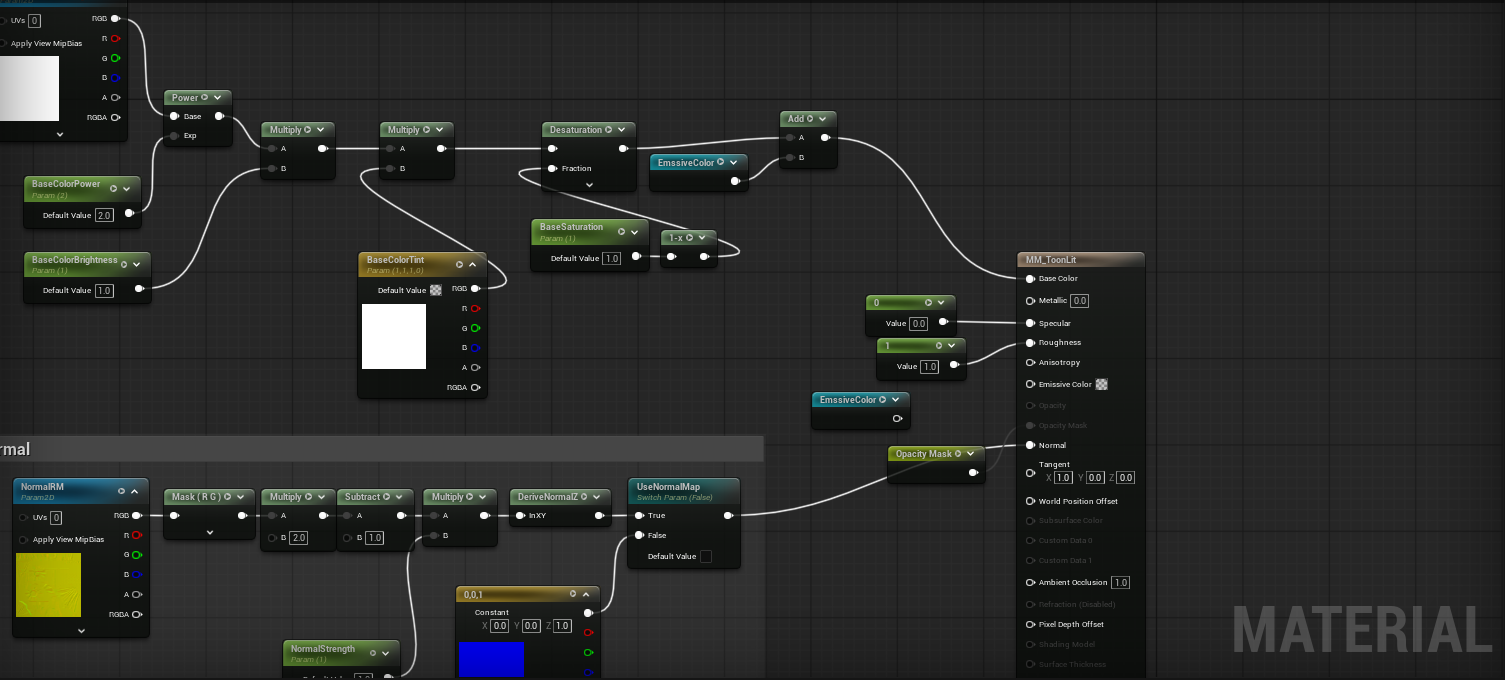 UVs 0
RGB
R
Apply View MipBias
G
B
A
RGBA
Power
Base
Exp
BaseColorPower
Param (2)
Default Value 2.0
BaseColorBrightness
Param (1)
Default Value 1.0
Multiply
A
B
Multiply
A
B
BaseColorTint
Param (1,1,1,0)
Default Value
RGB
R
G
B
A
RGBA
Desaturation
Fraction
BaseSaturation
Param (1)
Default Value 1.0
1-x
EmssiveColor
Add
A
B
0
Value 0.0
1
Value 1.0
EmssiveColor
Opacity Mask
MM_ToonLit
Base Color
Metallic 0.0
Specular
Roughness
Anisotropy
Emissive Color
Opacity
Opacity Mask
Normal
Tangent
X 1.0 Y 0.0 Z 0.0
World Position Offset
Subsurface Color
Custom Data 0
Custom Data 1
Ambient Occlusion 1.0
Refraction (Disabled)
Pixel Depth Offset
Shading Model
Surface Thickness
rmal
NormalRM
Param2D
UVs 0
RGB
R
Apply View MipBias
G
B
A
RGBA
Mask ( R G )
Multiply
A
B 2.0
Subtract
A
B 1.0
Multiply
A
B
DeriveNormalZ
InXY
UseNormalMap
Switch Param (False)
True
False
Default Value
0,0,1
Constant
X 0.0 Y 0.0 Z 1.0
NormalStrength
Param (1)
MATERIAL